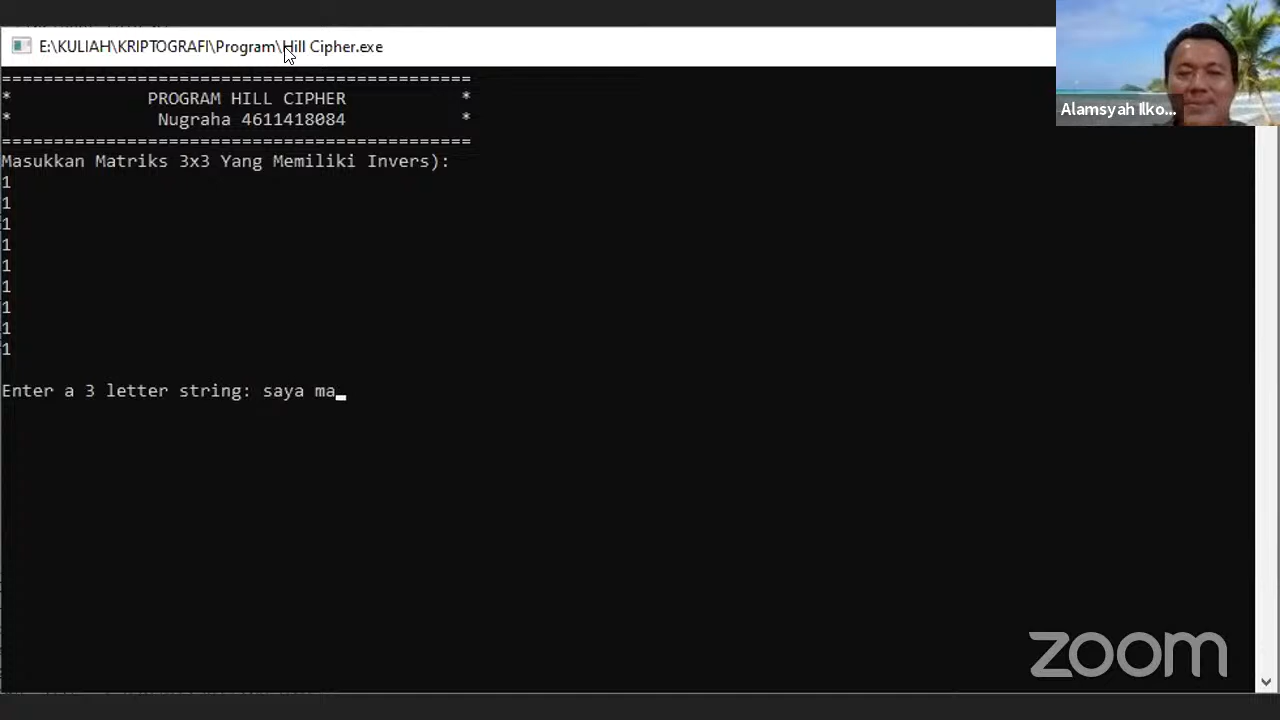 E:\KULIAH\KRIPTOGRAFI\Program\Hill Cipher.exe
=============================================
* PROGRAM HILL CIPHER *
* Nugraha 4611418084 *
=============================================
Masukkan Matriks 3x3 Yang Memiliki Invers):
1
1
1
1
1
1
1
1
1
Enter a 3 letter string: saya ma_
Alamsyah Ilko...
zoom